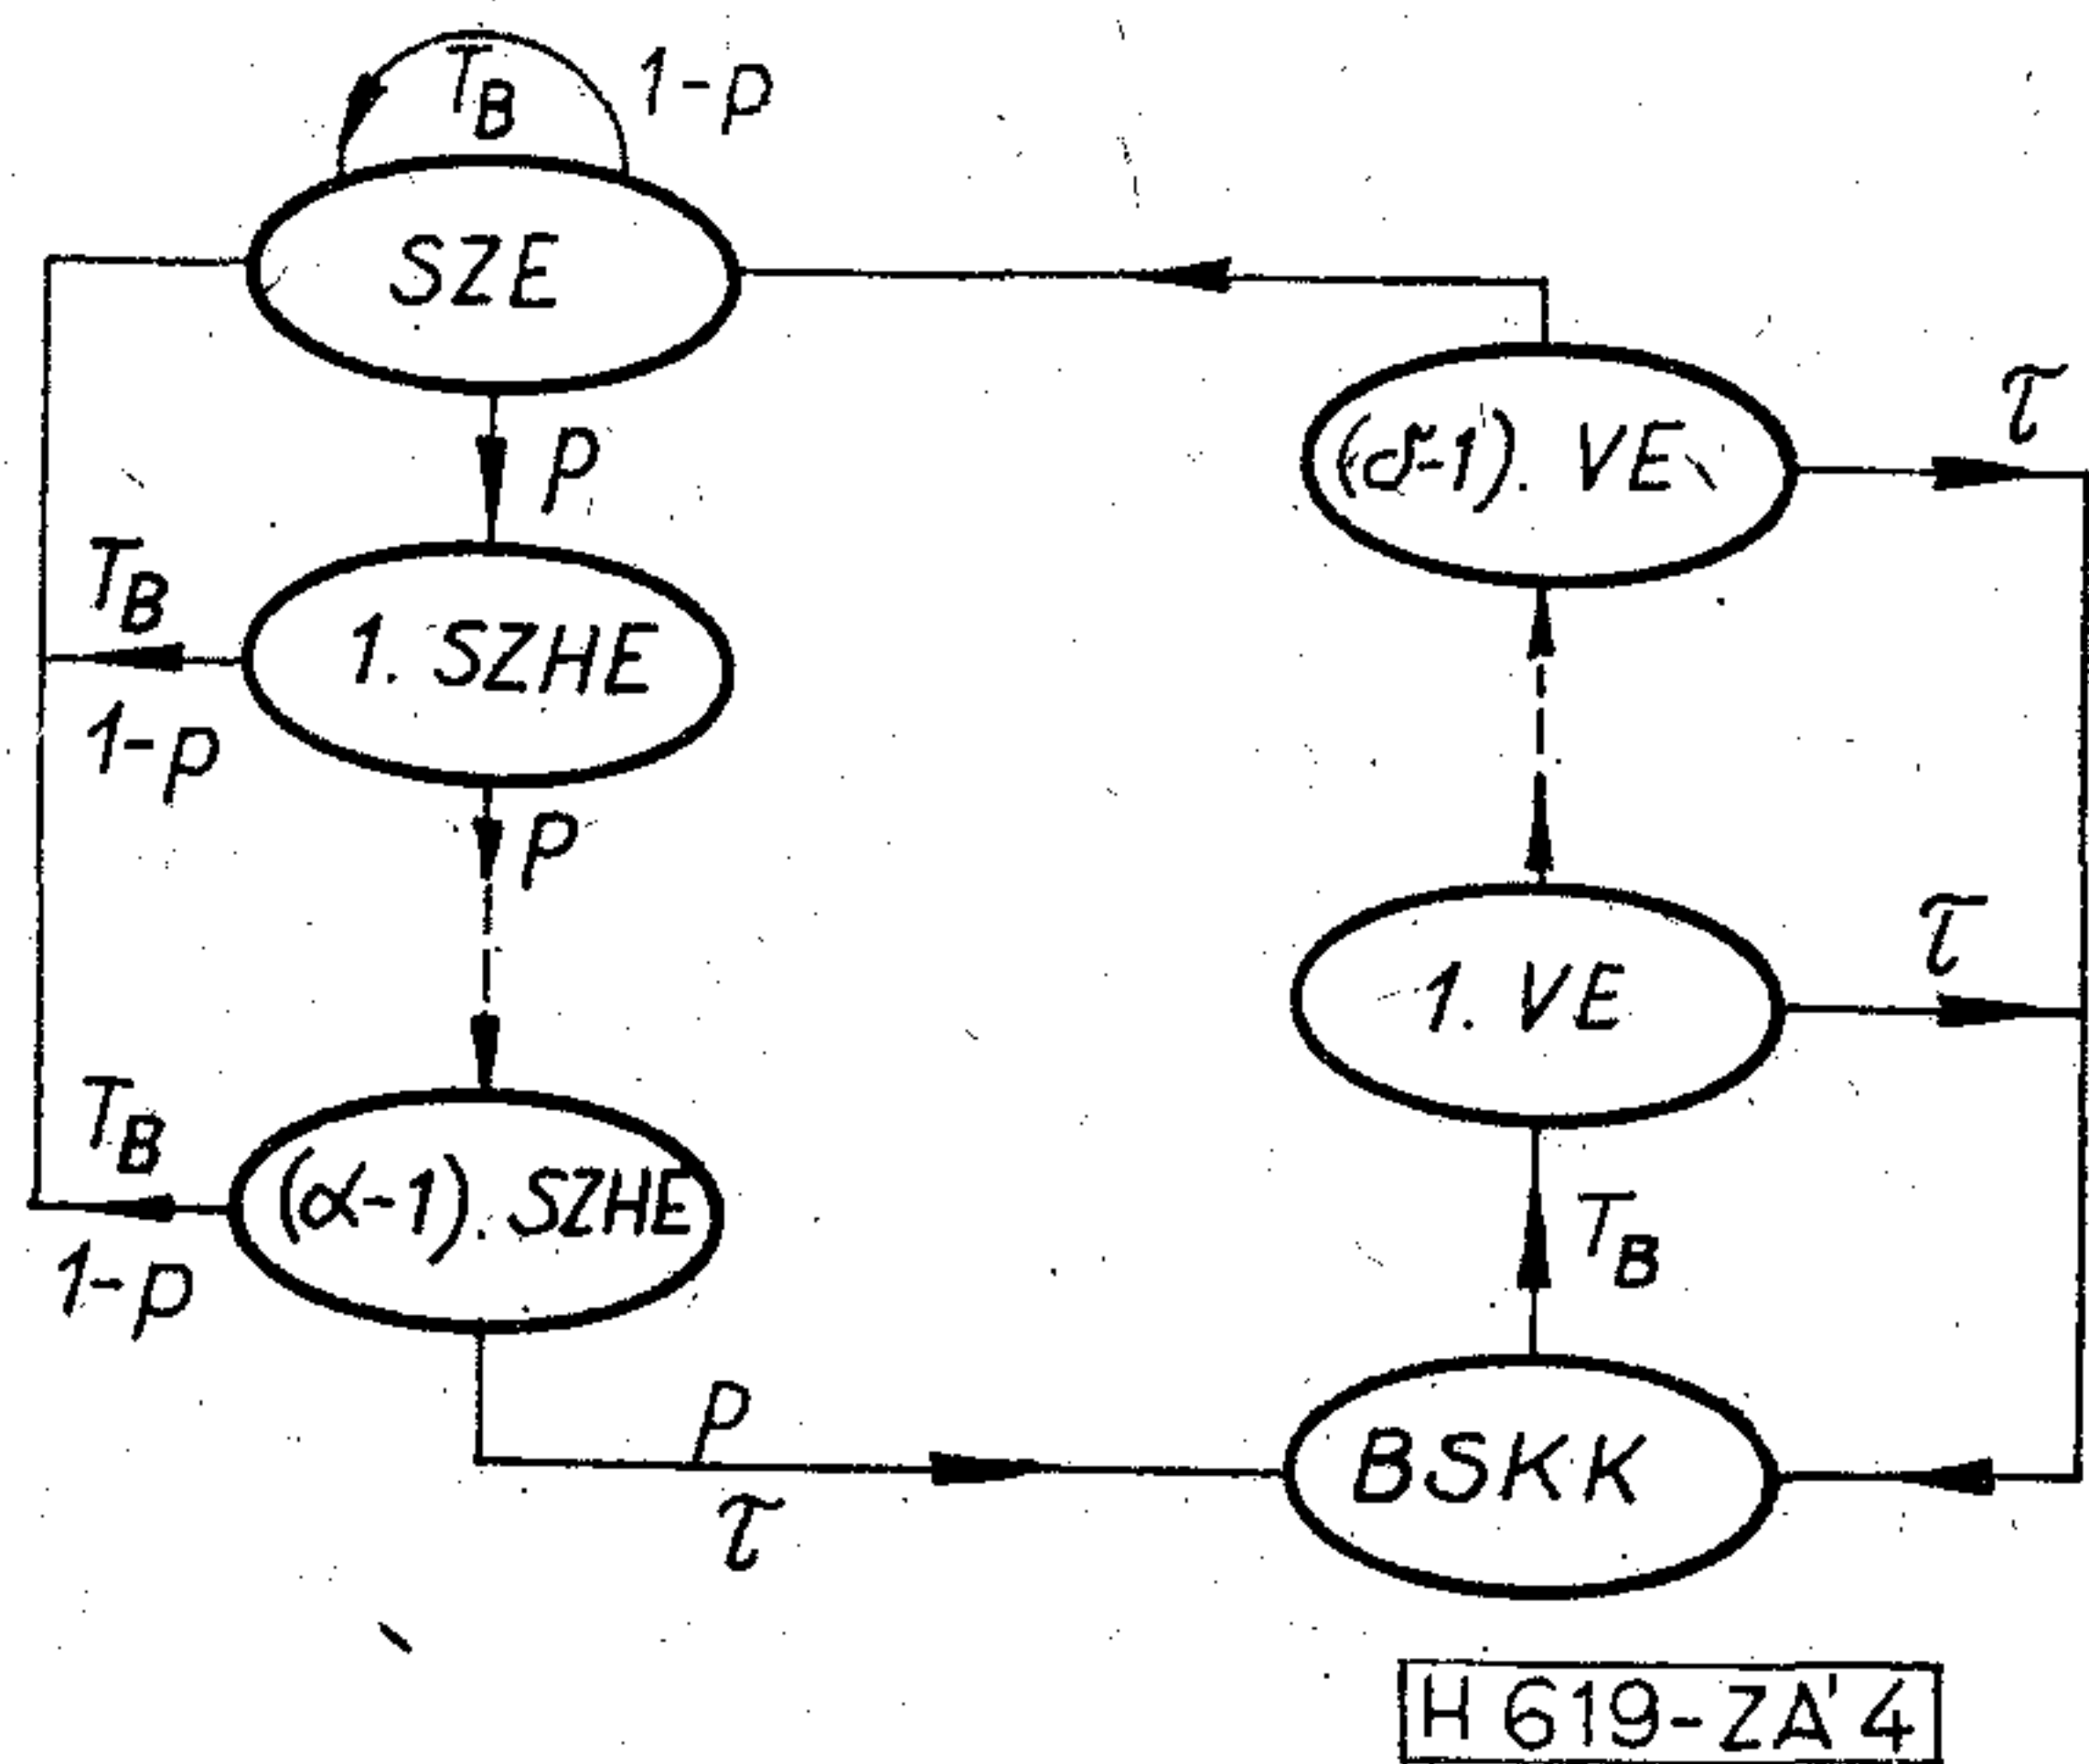 T_B 1-p
SZE
p
T_B
1. SZHE
1-p
p
T_B
(α-1). SZHE
1-p
p
τ
(δ-1). VE
τ
1. VE
τ
T_B
BSKK
H 619-ZÁ 4